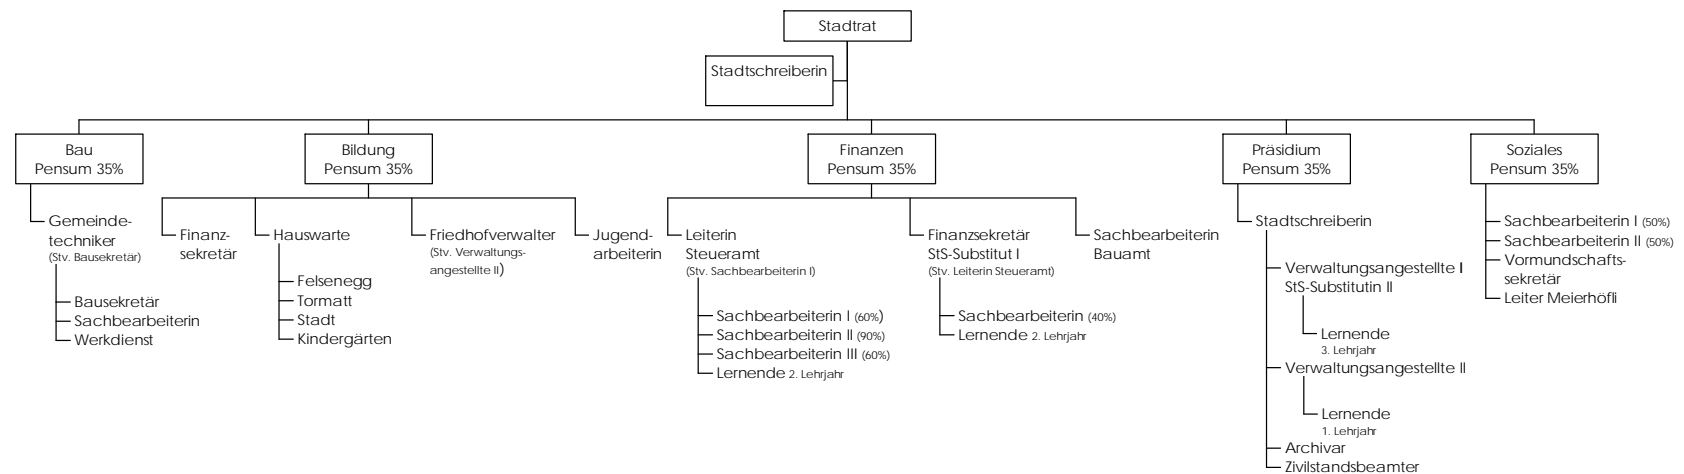 Stadtrat
Stadtschreiberin
Bau
Pensum 35%
Gemeinde-
techniker
(Stv. Bausekretär)
Bausekretär
Sachbearbeiterin
Werkdienst
Bildung
Pensum 35%
Finanz-
sekretär
Hauswarte
Felsenegg
Tormatt
Stadt
Kindergärten
Friedhofverwalter
(Stv. Verwaltungs-
angestellte II)
Jugend-
arbeiterin
Finanzen
Pensum 35%
Leiterin
Steueramt
(Stv. Sachbearbeiterin I)
Sachbearbeiterin I (60%)
Sachbearbeiterin II (90%)
Sachbearbeiterin III (60%)
Lernende 2. Lehrjahr
Finanzsekretär
StS-Substitut I
(Stv. Leiterin Steueramt)
Sachbearbeiterin (40%)
Lernende 2. Lehrjahr
Sachbearbeiterin
Bauamt
Präsidium
Pensum 35%
Stadtschreiberin
Verwaltungsangestellte I
StS-Substitutin II
Lernende
3. Lehrjahr
Verwaltungsangestellte II
Lernende
1. Lehrjahr
Archivar
Zivilstandsbeamter
Soziales
Pensum 35%
Sachbearbeiterin I (50%)
Sachbearbeiterin II (50%)
Vormundschafts-
sekretär
Leiter Meierhöfli